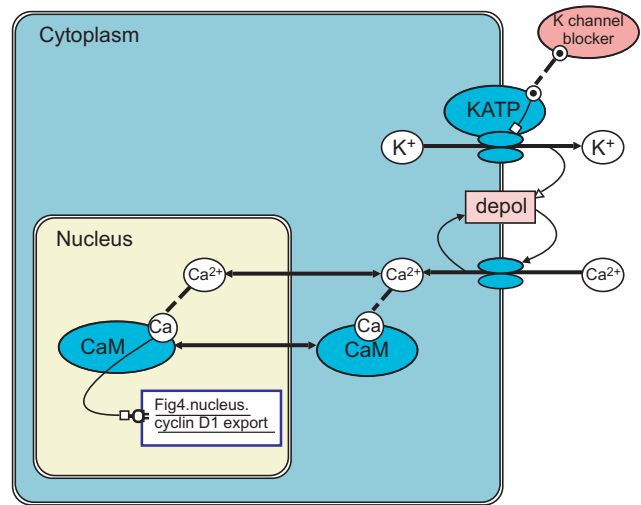 Cytoplasm
K channel
blocker
KATP
K⁺
K⁺
depol
Nucleus
Ca²⁺
Ca²⁺
Ca²⁺
Ca
Ca
CaM
CaM
Fig4.nucleus.
cyclin D1 export